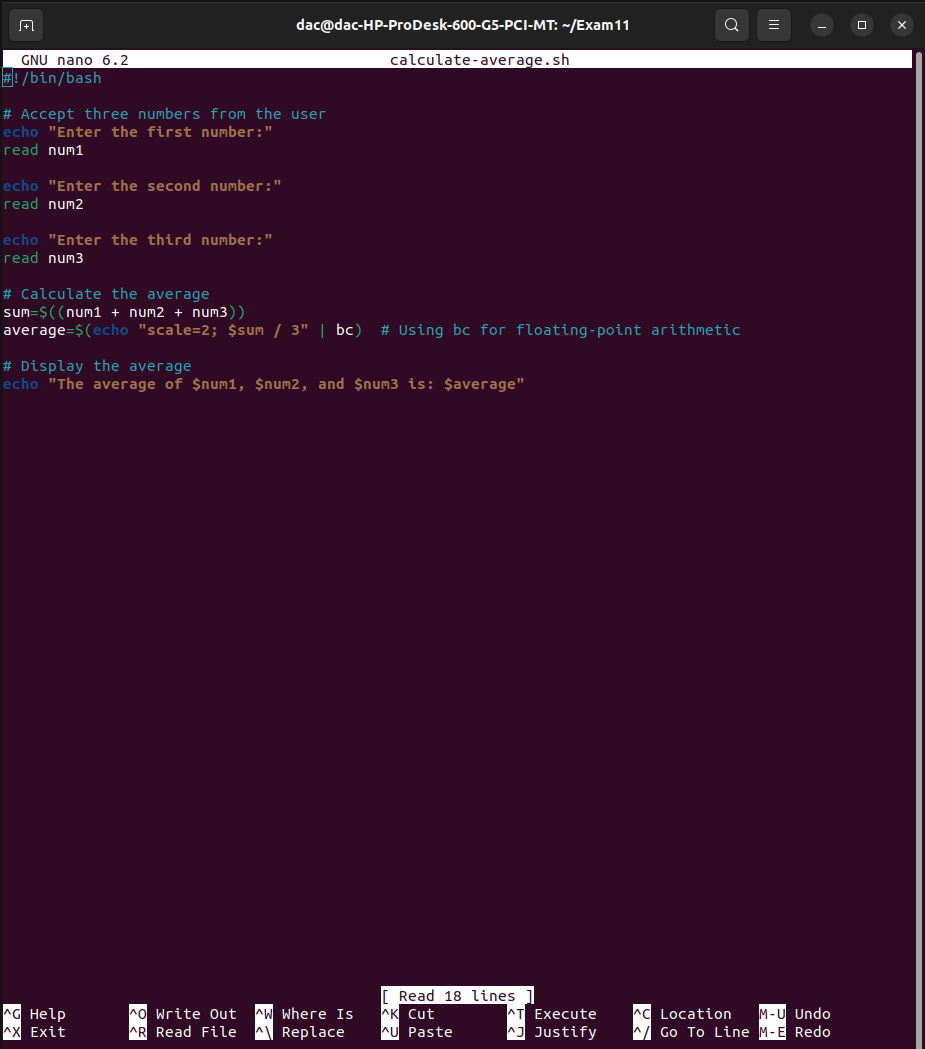 dac@dac-HP-ProDesk-600-G5-PCI-MT: ~/Exam11
GNU nano 6.2 calculate-average.sh
#!/bin/bash
# Accept three numbers from the user
echo "Enter the first number:"
read num1
echo "Enter the second number:"
read num2
echo "Enter the third number:"
read num3
# Calculate the average
sum=$((num1 + num2 + num3))
average=$(echo "scale=2; $sum / 3" | bc)  # Using bc for floating-point arithmetic
# Display the average
echo "The average of $num1, $num2, and $num3 is: $average"
[ Read 18 lines ]
^G Help ^O Write Out ^W Where Is ^K Cut ^T Execute ^C Location M-U Undo
^X Exit ^R Read File ^\ Replace ^U Paste ^J Justify ^/ Go To Line M-E Redo